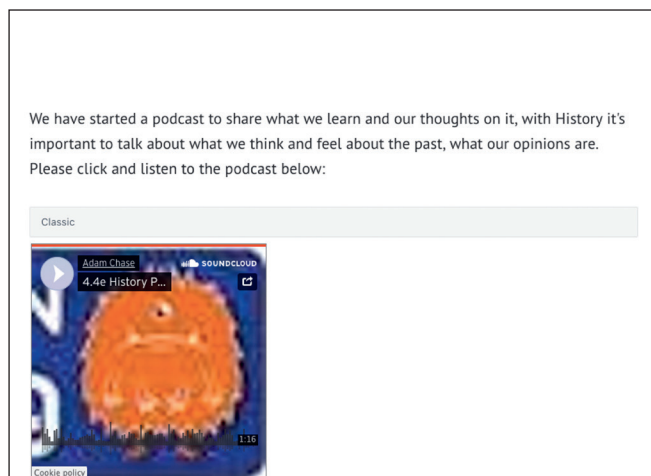 We have started a podcast to share what we learn and our thoughts on it, with History it's
important to talk about what we think and feel about the past, what our opinions are.
Please click and listen to the podcast below:
Classic
Adam Chase
SOUNDCLOUD
4.4e History P...
1:16
Cookie policy